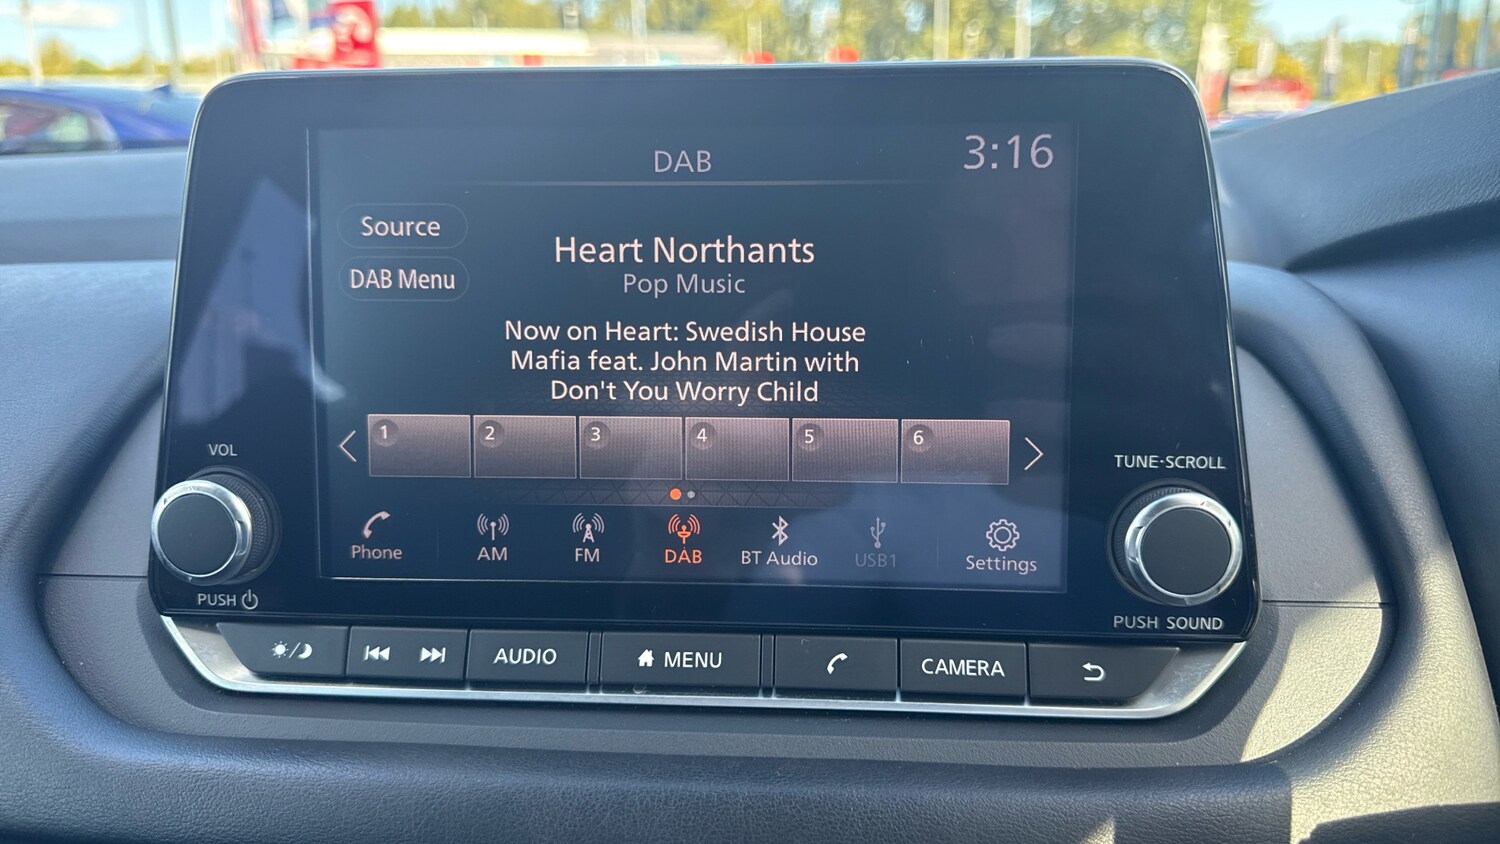 DAB
3:16
Source
DAB Menu
Heart Northants
Pop Music
Now on Heart: Swedish House
Mafia feat. John Martin with
Don't You Worry Child
1
2
3
4
5
6
VOL
TUNE·SCROLL
Phone
AM
FM
DAB
BT Audio
USB1
Settings
PUSH
PUSH SOUND
AUDIO
MENU
CAMERA